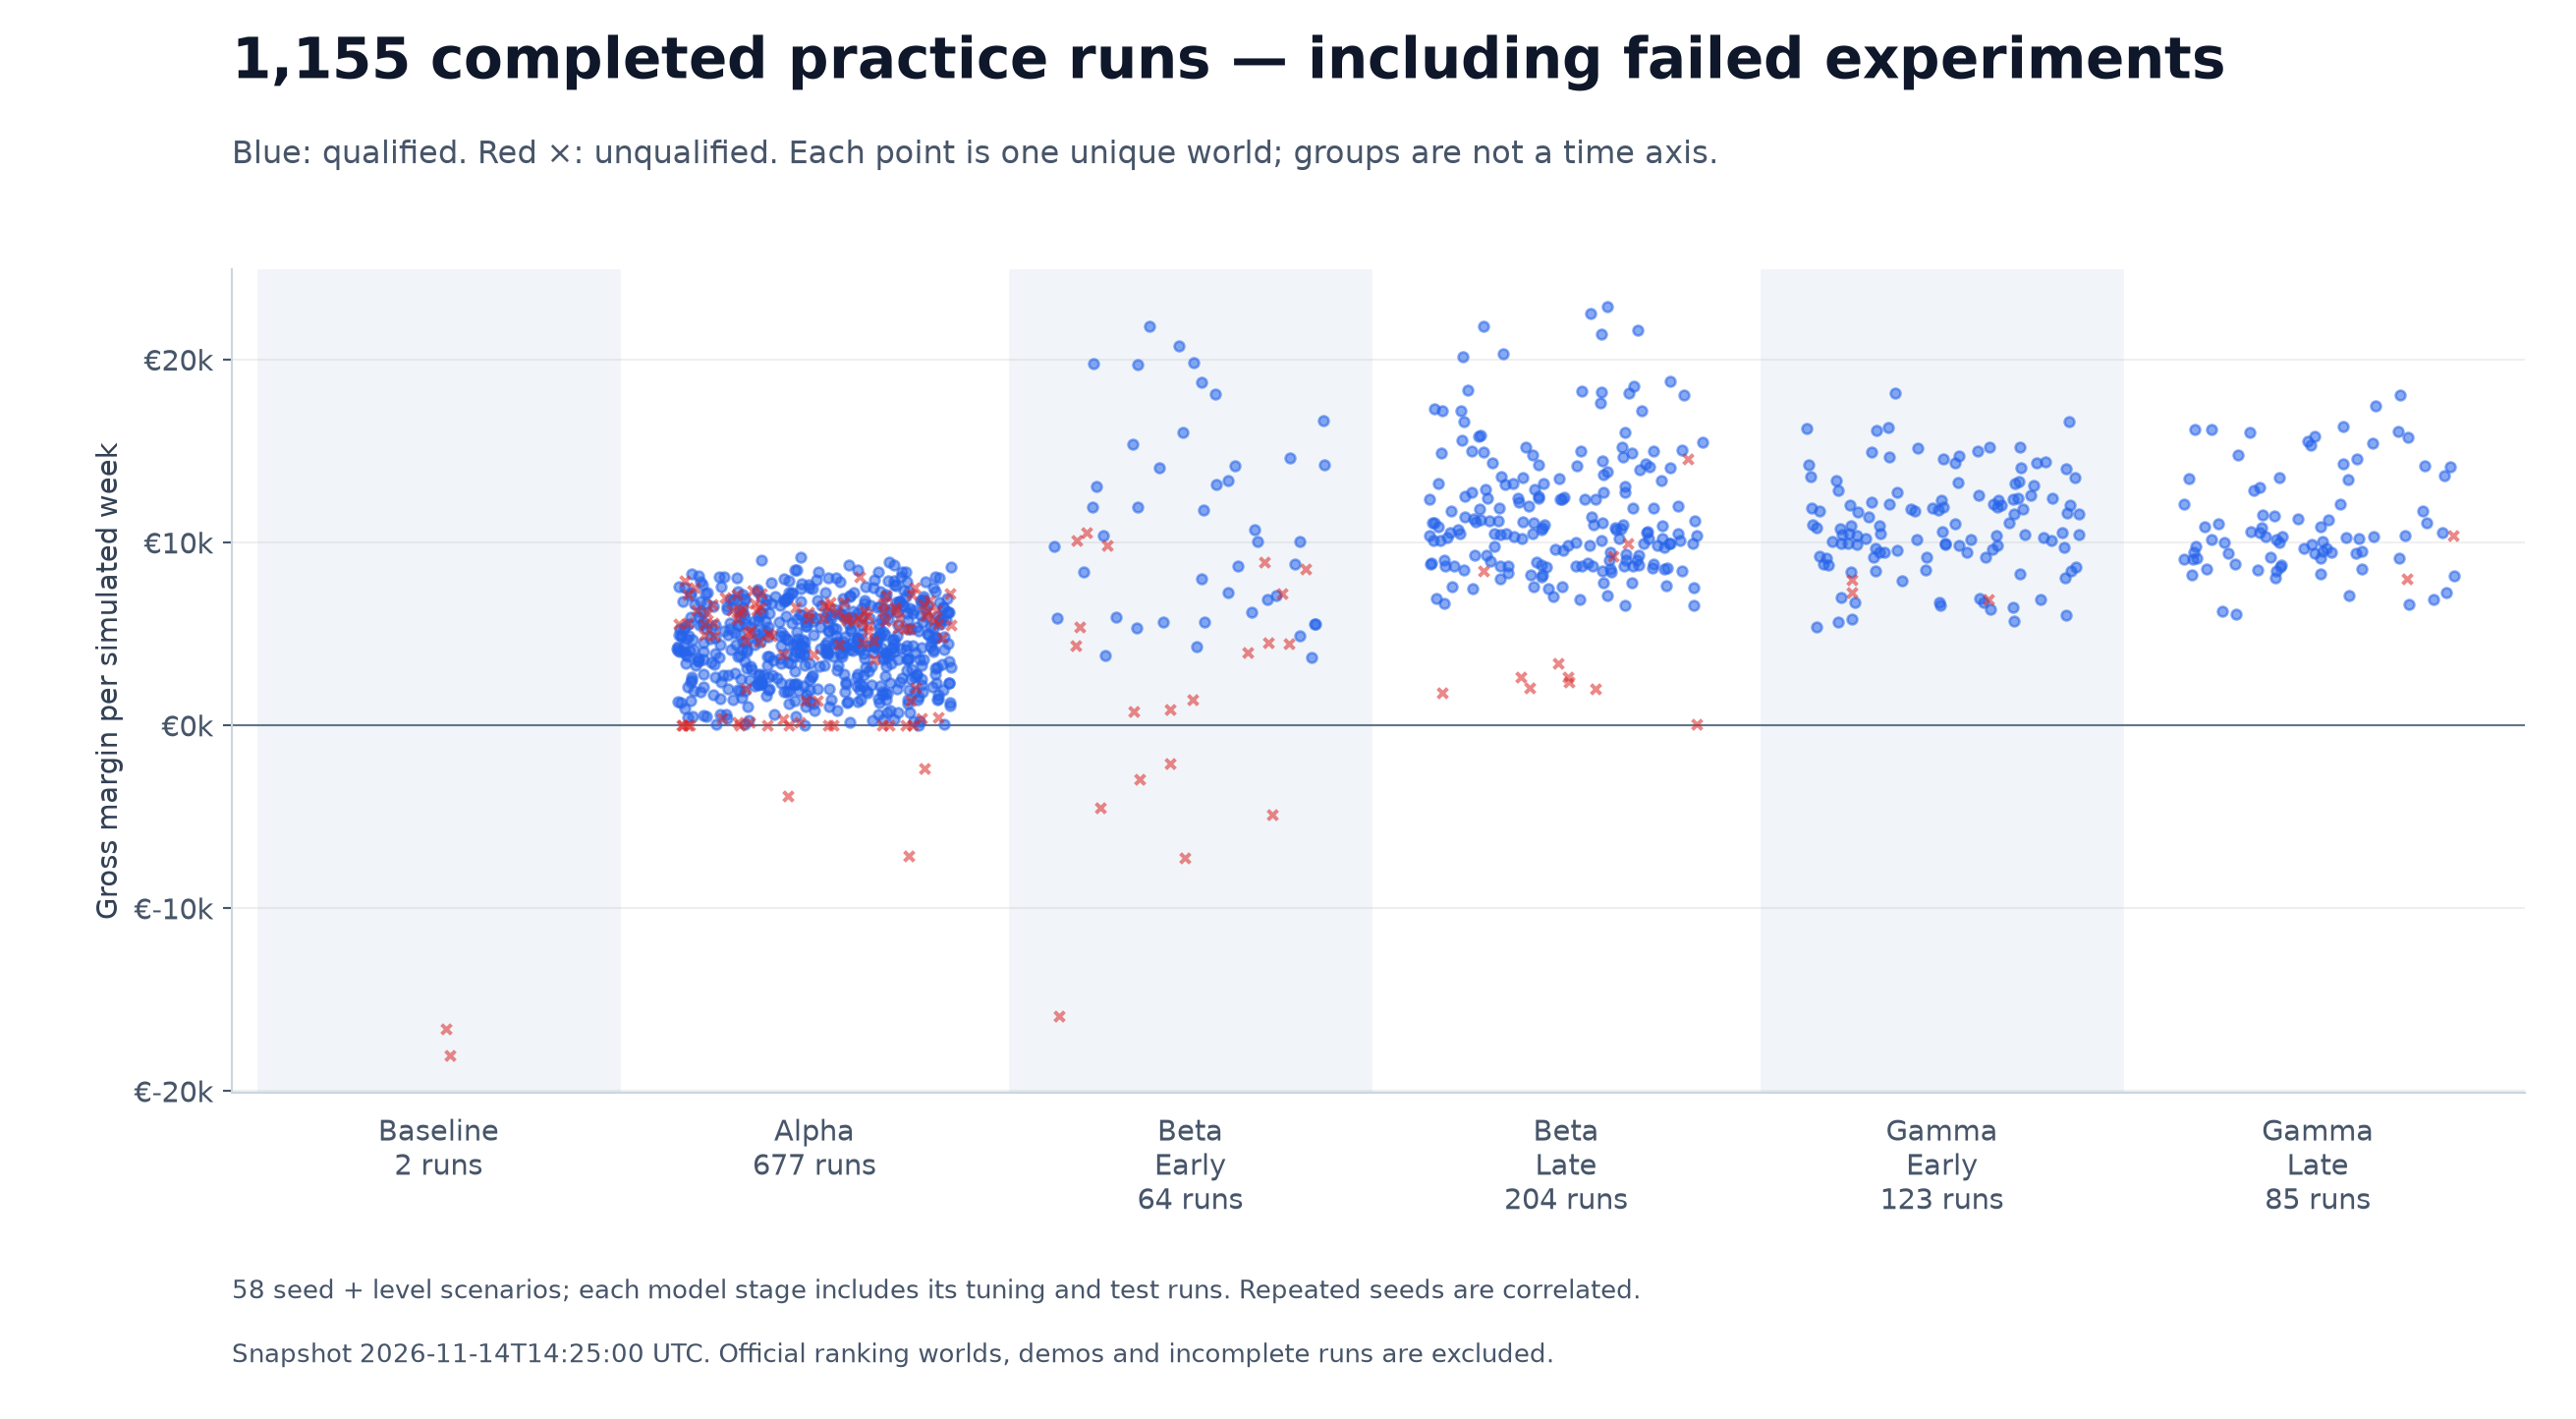 1,155 completed practice runs — including failed experiments
Blue: qualified. Red ×: unqualified. Each point is one unique world; groups are not a time axis.
Gross margin per simulated week
€20k
€10k
€0k
€-10k
€-20k
Baseline
2 runs
Alpha
677 runs
Beta
Early
64 runs
Beta
Late
204 runs
Gamma
Early
123 runs
Gamma
Late
85 runs
58 seed + level scenarios; each model stage includes its tuning and test runs. Repeated seeds are correlated.
Snapshot 2026-11-14T14:25:00 UTC. Official ranking worlds, demos and incomplete runs are excluded.